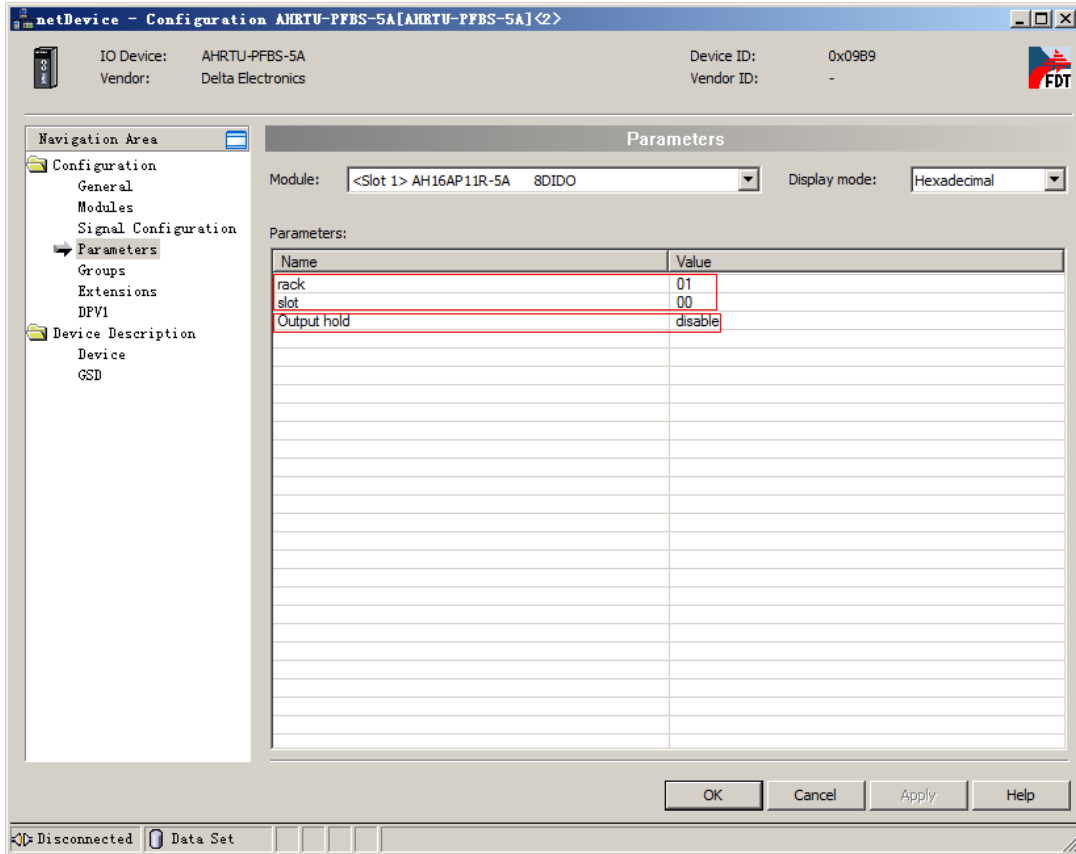 netDevice - Configuration AHRTU-PFBS-5A[AHRTU-PFBS-5A]<2>
IO Device: AHRTU-PFBS-5A Device ID: 0x09B9
Vendor: Delta Electronics Vendor ID: -
FDT
Navigation Area
Parameters
Configuration
General
Modules
Signal Configuration
Parameters
Groups
Extensions
DPV1
Device Description
Device
GSD
Module: <Slot 1> AH16AP11R-5A 8DIDO Display mode: Hexadecimal
Parameters:
Name Value
rack 01
slot 00
Output hold disable
OK Cancel Apply Help
Disconnected Data Set